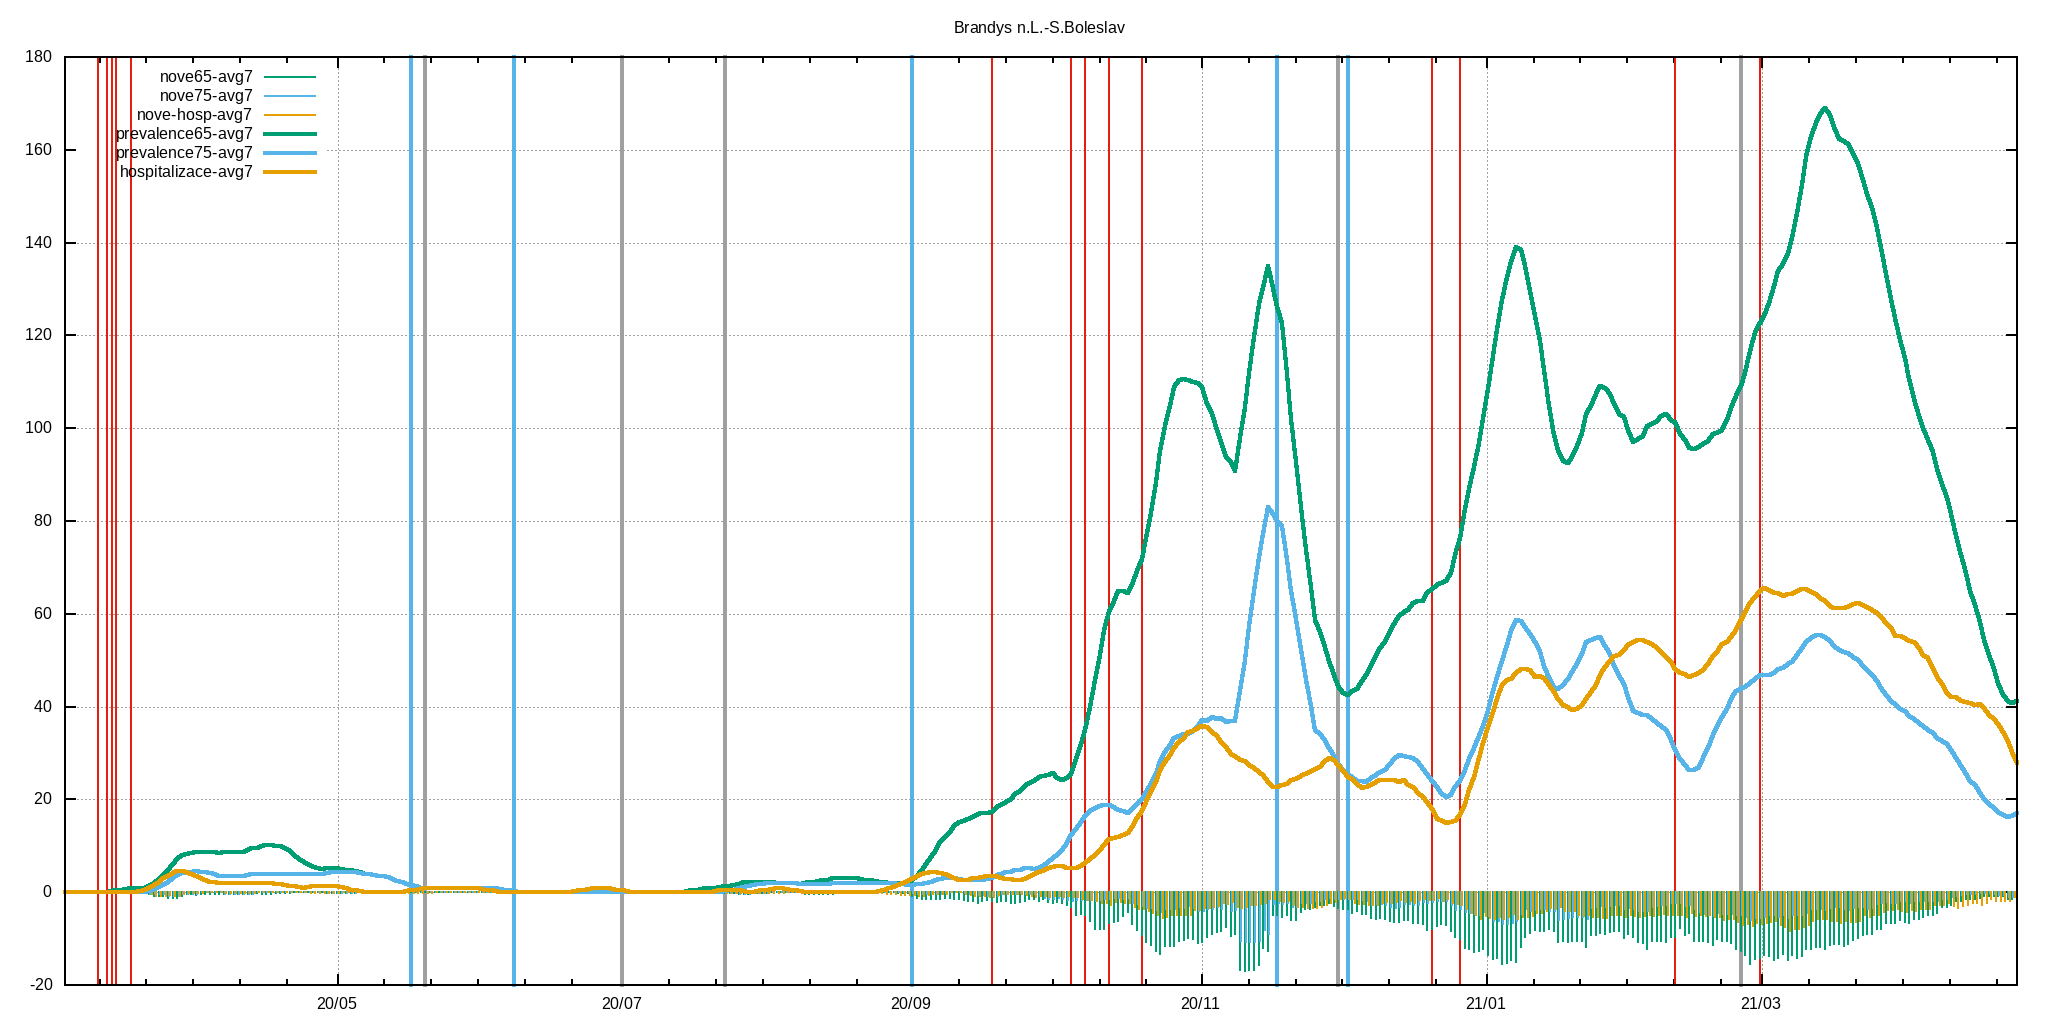 Brandys n.L.-S.Boleslav
180
160
140
120
100
80
60
40
20
0
-20
nove65-avg7
nove75-avg7
nove-hosp-avg7
prevalence65-avg7
prevalence75-avg7
hospitalizace-avg7
20/05
20/07
20/09
20/11
21/01
21/03